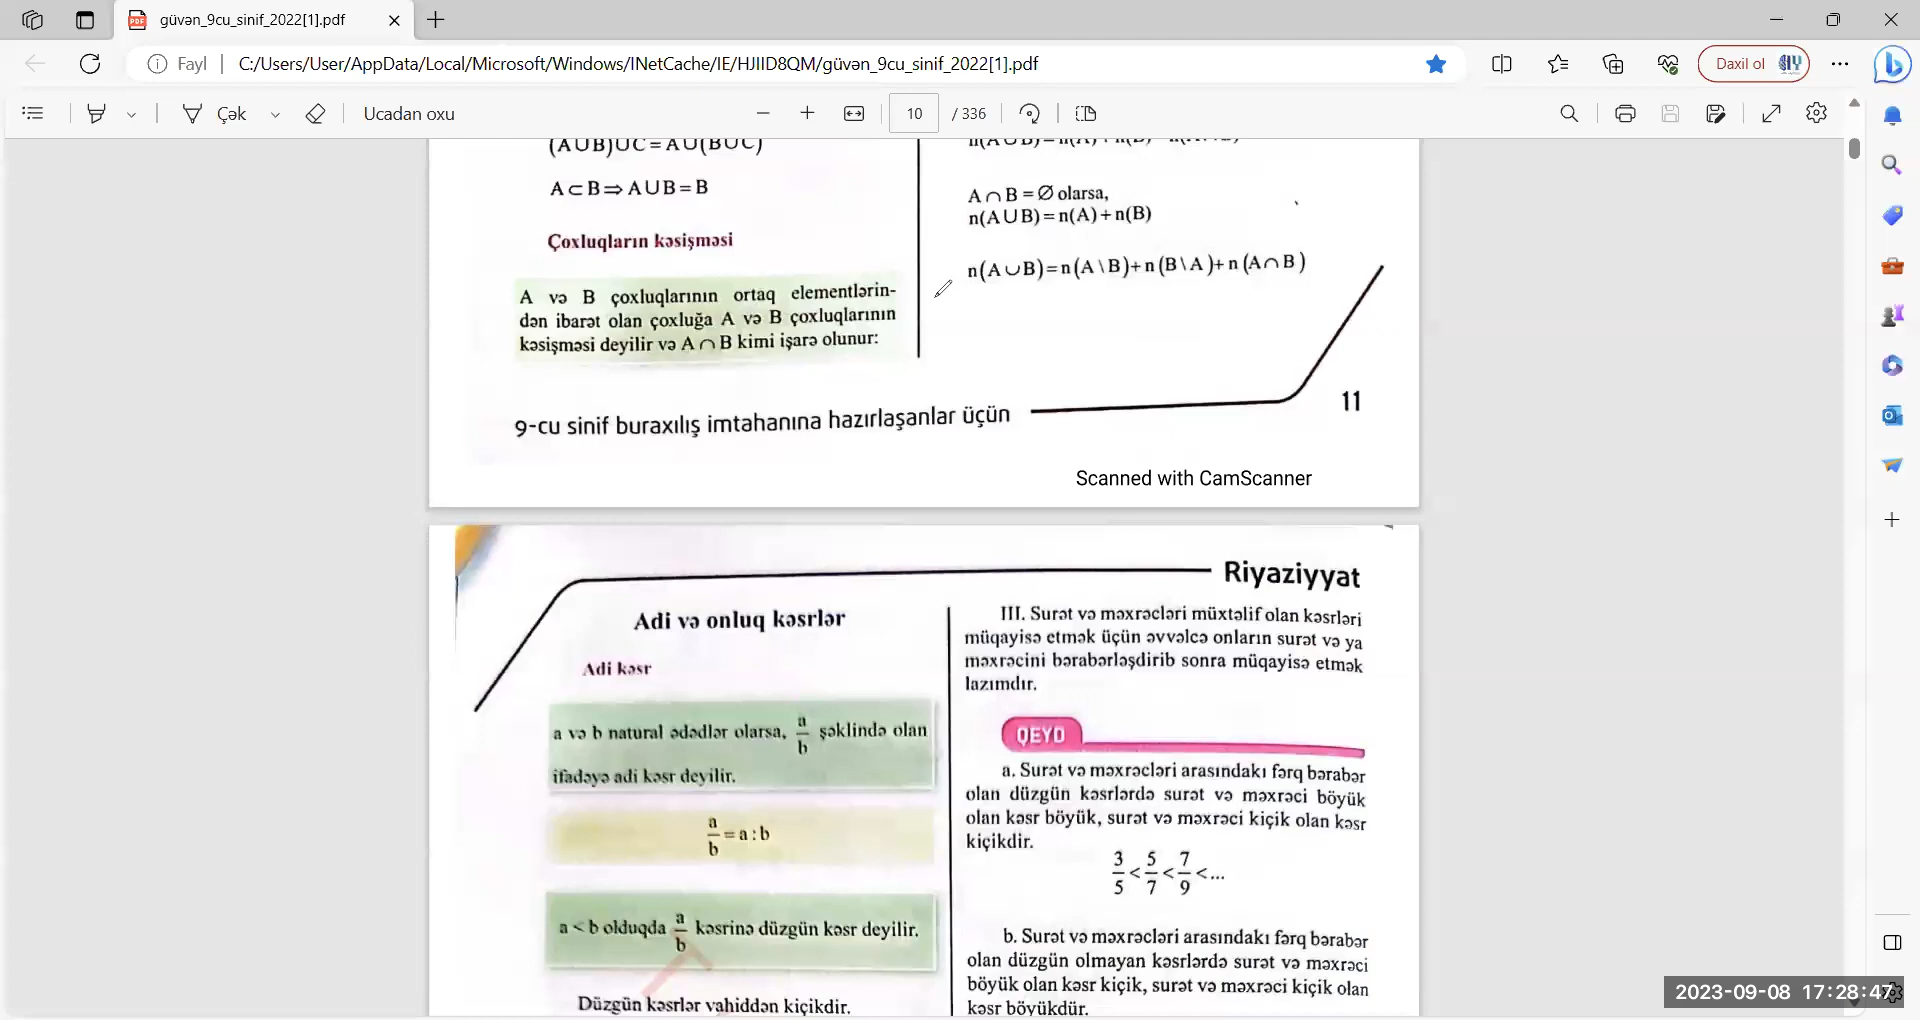 güvən_9cu_sinif_2022[1].pdf
Fayl
C:/Users/User/AppData/Local/Microsoft/Windows/INetCache/IE/HJIID8QM/güvən_9cu_sinif_2022[1].pdf
Daxil ol
Çək
Ucadan oxu
10 / 336
(A∪B)∪C=A∪(B∪C)
A⊂B⇒A∪B=B
Çoxluqların kəsişməsi
A və B çoxluqlarının ortaq elementlərin-
dən ibarət olan çoxluğa A və B çoxluqlarının
kəsişməsi deyilir və A∩B kimi işarə olunur:
A∩B=∅ olarsa,
n(A∪B)=n(A)+n(B)
n(A∪B)=n(A\B)+n(B\A)+n(A∩B)
9-cu sinif buraxılış imtahanına hazırlaşanlar üçün
11
Scanned with CamScanner
Riyaziyyat
Adi və onluq kəsrlər
Adi kəsr
a və b natural ədədlər olarsa, a/b şəklində olan
ifadəyə adi kəsr deyilir.
a/b=a:b
a<b olduqda a/b kəsrinə düzgün kəsr deyilir.
Düzgün kəsrlər vahiddən kiçikdir.
III. Surət və məxrəcləri müxtəlif olan kəsrləri
müqayisə etmək üçün əvvəlcə onların surət və ya
məxrəcini bərabərləşdirib sonra müqayisə etmək
lazımdır.
QEYD
a. Surət və məxrəcləri arasındakı fərq bərabər
olan düzgün kəsrlərdə surət və məxrəci böyük
olan kəsr böyük, surət və məxrəci kiçik olan kəsr
kiçikdir.
3/5<5/7<7/9<...
b. Surət və məxrəcləri arasındakı fərq bərabər
olan düzgün olmayan kəsrlərdə surət və məxrəci
böyük olan kəsr kiçik, surət və məxrəci kiçik olan
kəsr böyükdür.
2023-09-08 17:28:47